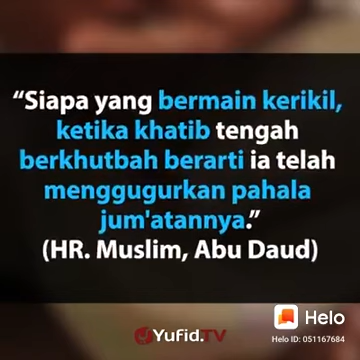 “Siapa yang bermain kerikil,
ketika khatib tengah
berkhutbah berarti ia telah
menggugurkan pahala
jum'atannya.”
(HR. Muslim, Abu Daud)
Yufid.TV
Helo
Helo ID: 051167684